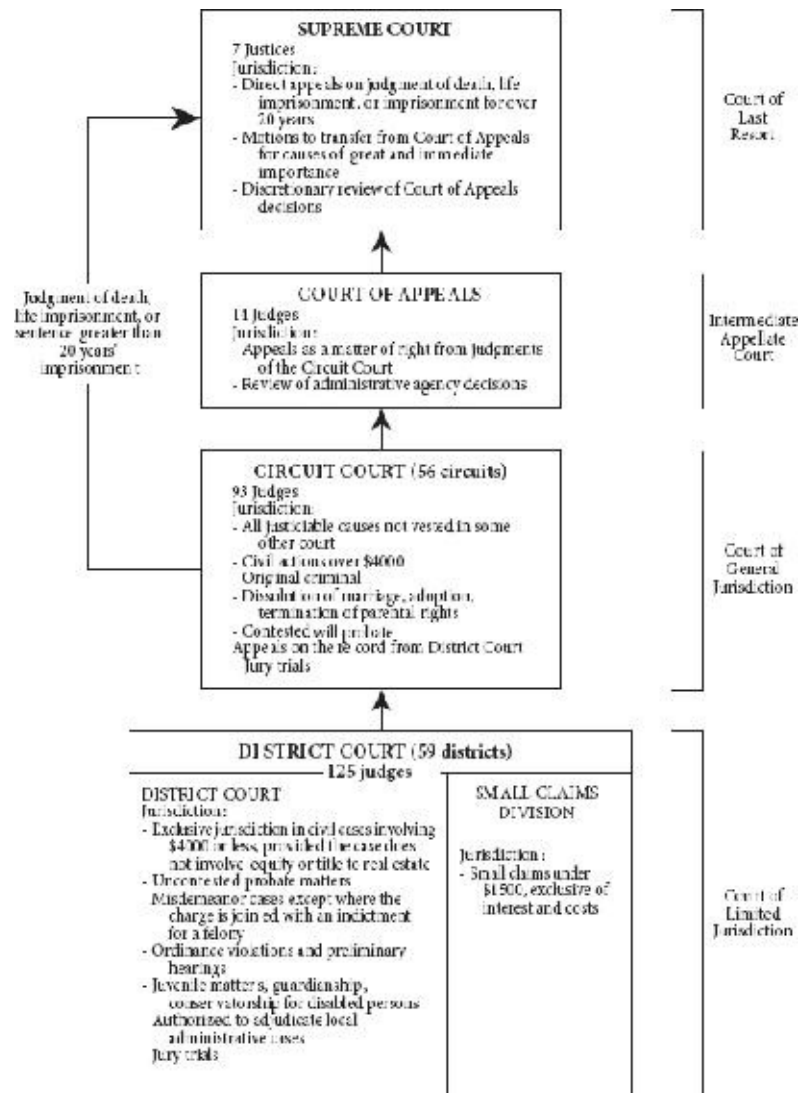 SUPREME COURT
7 Justices
Jurisdiction:
- Direct appeals on judgment of death, life
imprisonment, or imprisonment for over
20 years
- Motions to transfer from Court of Appeals
for causes of great and immediate
importance
- Discretionary review of Court of Appeals
decisions
Court of
Last
Resort
Judgment of death,
life imprisonment, or
sentence greater than
20 years'
imprisonment
COURT OF APPEALS
14 Judges
Jurisdiction:
Appeals as a matter of right from Judgments
of the Circuit Court
- Review of administrative agency decisions
Intermediate
Appellate
Court
CIRCUIT COURT (56 circuits)
93 Judges
Jurisdiction:
- All justiciable causes not vested in some
other court
- Civil actions over $4000
Original criminal
- Dissolution of marriage, adoption,
termination of parental rights
- Contested will probate
Appeals on the record from District Court
Jury trials
Court of
General
Jurisdiction
DISTRICT COURT (59 districts)
125 judges
DISTRICT COURT
Jurisdiction:
- Exclusive jurisdiction in civil cases involving
$4000 or less, provided the case does
not involve equity or title to real estate
- Uncontested probate matters
Misdemeanor cases except where the
charge is joined with an indictment
for a felony
- Ordinance violations and preliminary
hearings
- Juvenile matters, guardianship,
conservatorship for disabled persons
Authorized to adjudicate local
administrative cases
Jury trials
SMALL CLAIMS
DIVISION
Jurisdiction:
- Small claims under
$1500, exclusive of
interest and costs
Court of
Limited
Jurisdiction